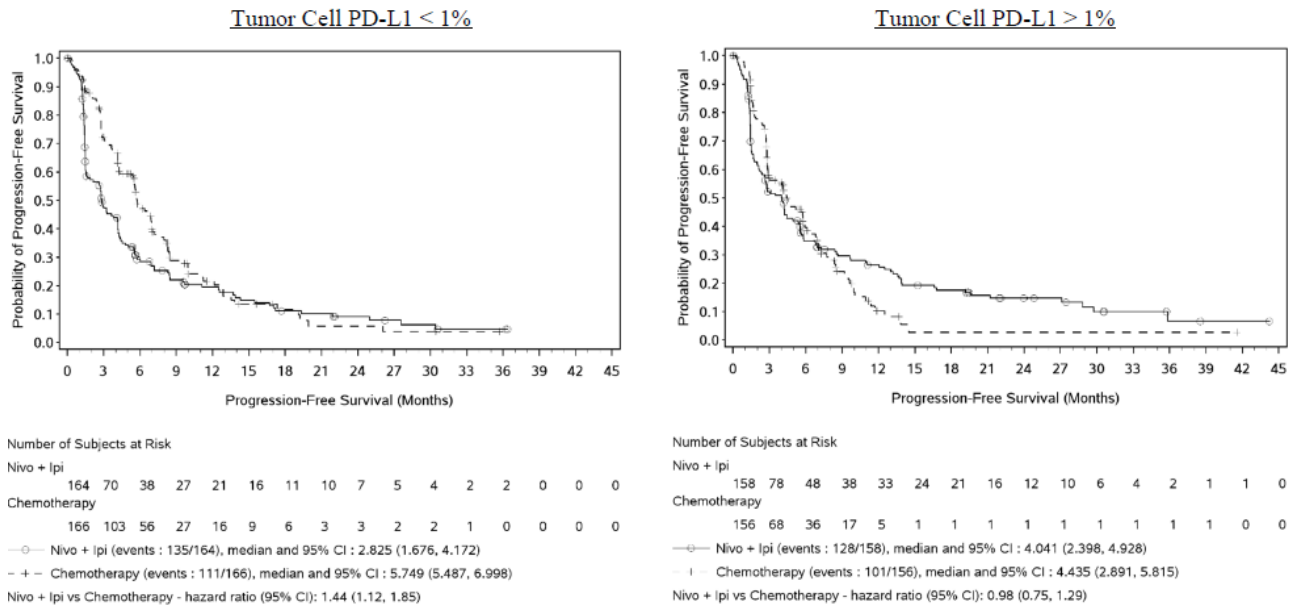 Tumor Cell PD-L1 < 1%
Probability of Progression-Free Survival
1.0
0.9
0.8
0.7
0.6
0.5
0.4
0.3
0.2
0.1
0.0
0 3 6 9 12 15 18 21 24 27 30 33 36 39 42 45
Progression-Free Survival (Months)
Number of Subjects at Risk
Nivo + Ipi
164 70 38 27 21 16 11 10 7 5 4 2 2 0 0 0
Chemotherapy
166 103 56 27 16 9 6 3 3 2 2 1 0 0 0 0
Nivo + Ipi (events : 135/164), median and 95% CI : 2.825 (1.676, 4.172)
Chemotherapy (events : 111/166), median and 95% CI : 5.749 (5.487, 6.998)
Nivo + Ipi vs Chemotherapy - hazard ratio (95% CI): 1.44 (1.12, 1.85)
Tumor Cell PD-L1 > 1%
Probability of Progression-Free Survival
1.0
0.9
0.8
0.7
0.6
0.5
0.4
0.3
0.2
0.1
0.0
0 3 6 9 12 15 18 21 24 27 30 33 36 39 42 45
Progression-Free Survival (Months)
Number of Subjects at Risk
Nivo + Ipi
158 78 48 38 33 24 21 16 12 10 6 4 2 1 1 0
Chemotherapy
156 68 36 17 5 1 1 1 1 1 1 1 1 1 0 0
Nivo + Ipi (events : 128/158), median and 95% CI : 4.041 (2.398, 4.928)
Chemotherapy (events : 101/156), median and 95% CI : 4.435 (2.891, 5.815)
Nivo + Ipi vs Chemotherapy - hazard ratio (95% CI): 0.98 (0.75, 1.29)